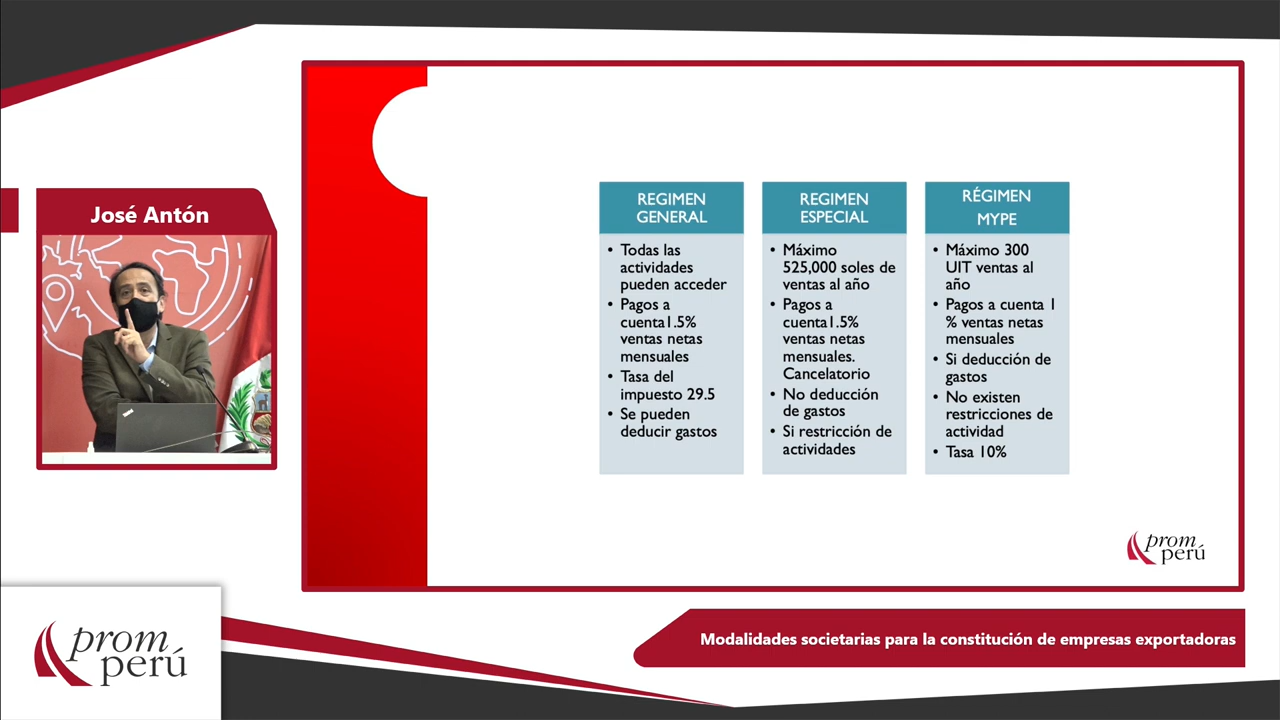 José Antón
REGIMEN
GENERAL
• Todas las
actividades
pueden acceder
• Pagos a
cuenta1.5%
ventas netas
mensuales
• Tasa del
impuesto 29.5
• Se pueden
deducir gastos
REGIMEN
ESPECIAL
• Máximo
525,000 soles de
ventas al año
• Pagos a
cuenta1.5%
ventas netas
mensuales.
Cancelatorio
• No deducción
de gastos
• Si restricción de
actividades
RÉGIMEN
MYPE
• Máximo 300
UIT ventas al
año
• Pagos a cuenta 1
% ventas netas
mensuales
• Si deducción de
gastos
• No existen
restricciones de
actividad
• Tasa 10%
prom
perú
Modalidades societarias para la constitución de empresas exportadoras
prom
perú